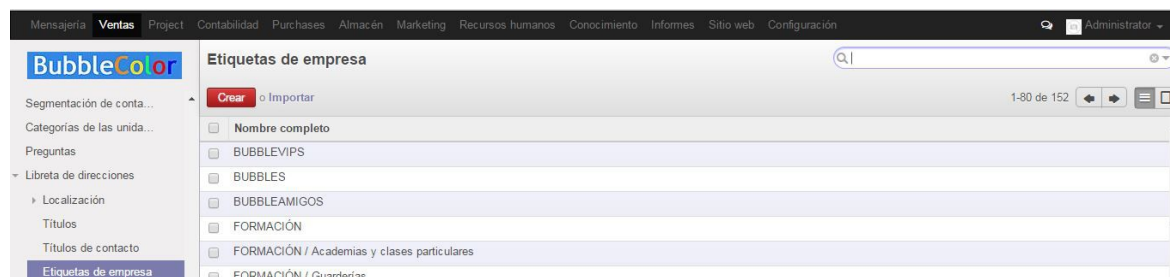 Mensajería Ventas Project Contabilidad Purchases Almacén Marketing Recursos humanos Conocimiento Informes Sitio web Configuración Administrator
BubbleColor
Etiquetas de empresa
Crear o Importar
1-80 de 152
Segmentación de conta...
Categorías de las unida...
Preguntas
Libreta de direcciones
Localización
Títulos
Títulos de contacto
Etiquetas de empresa
Nombre completo
BUBBLEVIPS
BUBBLES
BUBBLEAMIGOS
FORMACIÓN
FORMACIÓN / Academias y clases particulares
FORMACIÓN / Guarderías